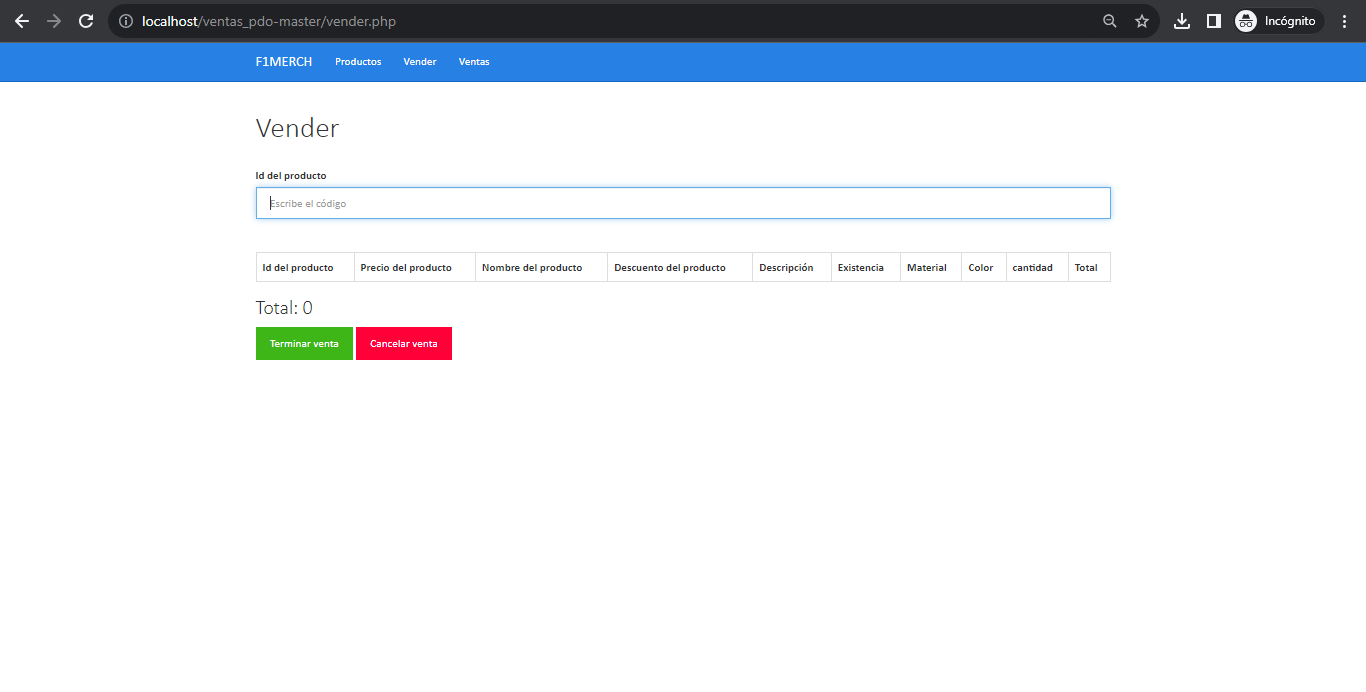 localhost/ventas_pdo-master/vender.php
Incógnito
F1MERCH Productos Vender Ventas
Vender
Id del producto
Escribe el código
Id del producto Precio del producto Nombre del producto Descuento del producto Descripción Existencia Material Color cantidad Total
Total: 0
Terminar venta Cancelar venta